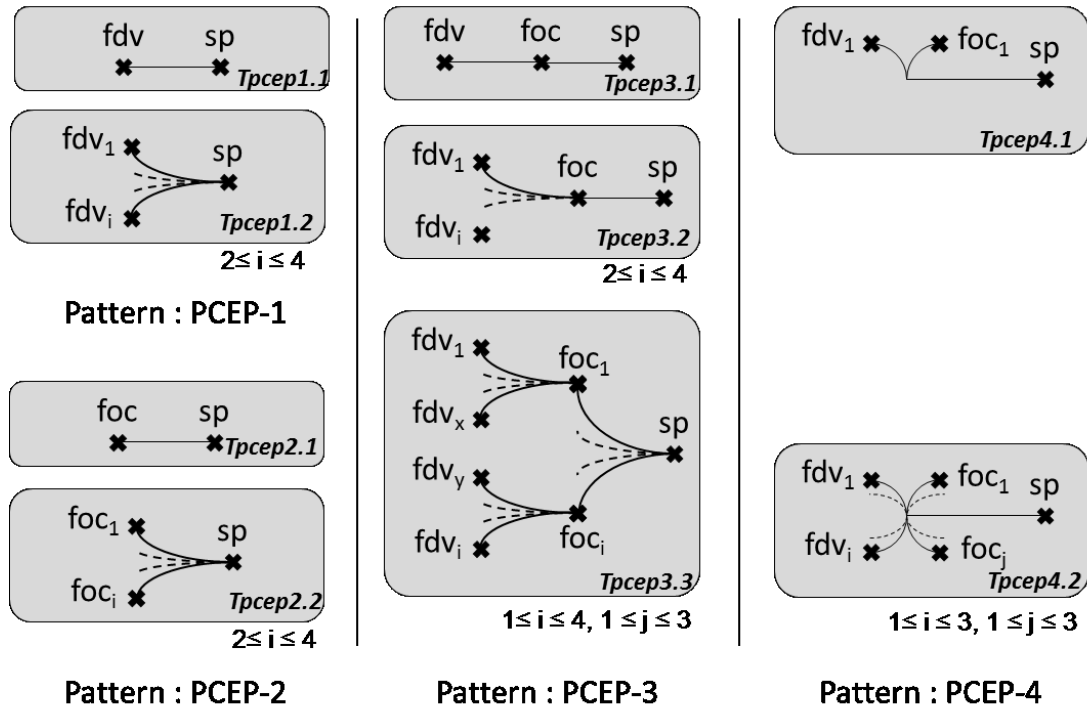 fdv sp
Tpcep1.1
fdv₁
sp
fdvᵢ
Tpcep1.2
2≤ i ≤ 4
Pattern : PCEP-1
foc sp
Tpcep2.1
foc₁
sp
focᵢ
Tpcep2.2
2≤ i ≤ 4
Pattern : PCEP-2
fdv foc sp
Tpcep3.1
fdv₁
foc sp
fdvᵢ
Tpcep3.2
2≤ i ≤ 4
fdv₁
foc₁
fdvₓ
sp
fdvy
fdvᵢ
focᵢ
Tpcep3.3
1≤ i ≤ 4, 1 ≤ j ≤ 3
Pattern : PCEP-3
fdv₁ foc₁
sp
Tpcep4.1
fdv₁ foc₁
sp
fdvᵢ focⱼ
Tpcep4.2
1≤ i ≤ 3, 1 ≤ j ≤ 3
Pattern : PCEP-4